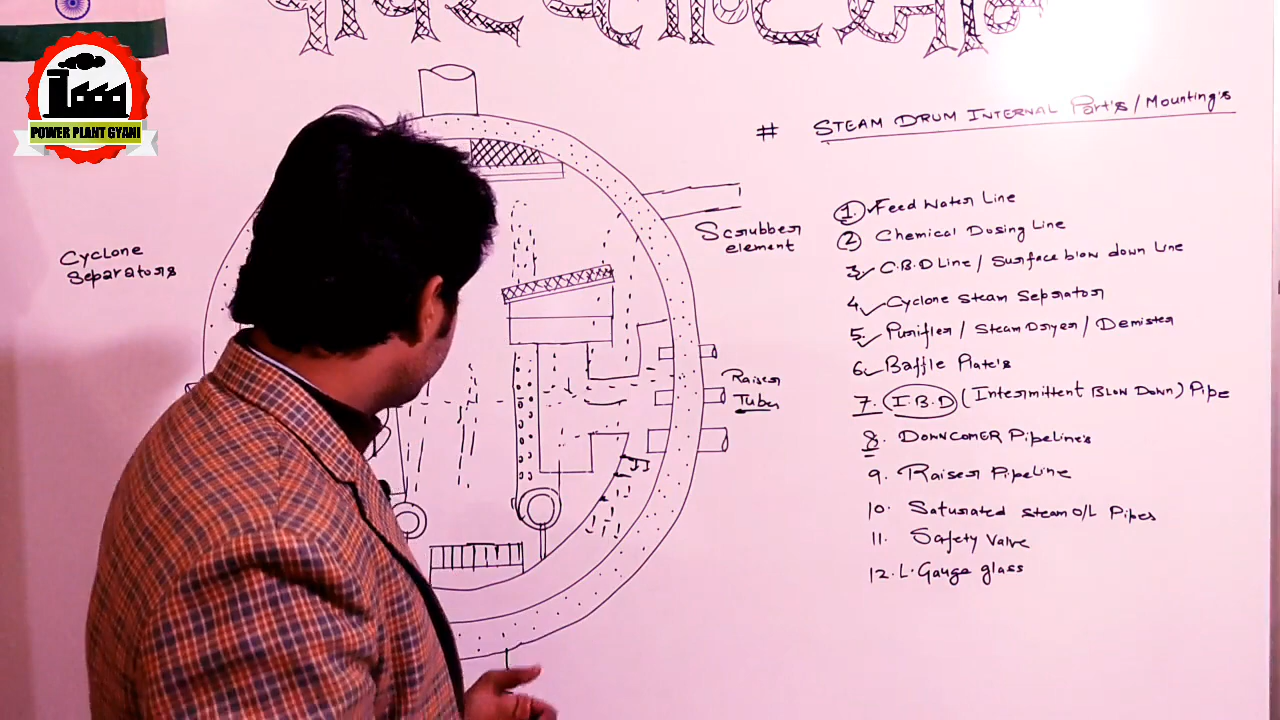 POWER PLANT GYANI
# STEAM DRUM INTERNAL Part's / Mounting's
Cyclone
Separators
Scrubber
element
Raiser
Tube
1. Feed Water Line
2 Chemical Dosing Line
3. C.B.D Line / Surface blow down Line
4. Cyclone Steam Seprator
5. Purifier / Steam Dryer / Demister
6. Baffle Plate's
7. I.B.D (Intermittent BLOW DOWN) Pipe
8. DOWNCOMER Pipeline's
9. Raiser Pipeline
10. Saturated steam O/L Pipes
11. Safety Valve
12. L. Gauge glass